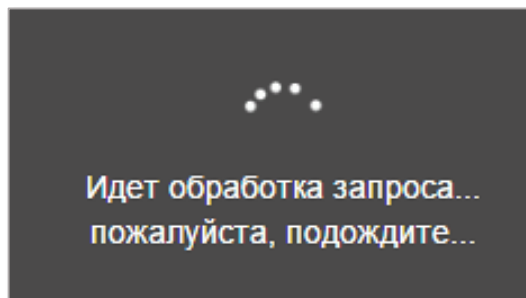 Идет обработка запроса...
пожалуйста, подождите...